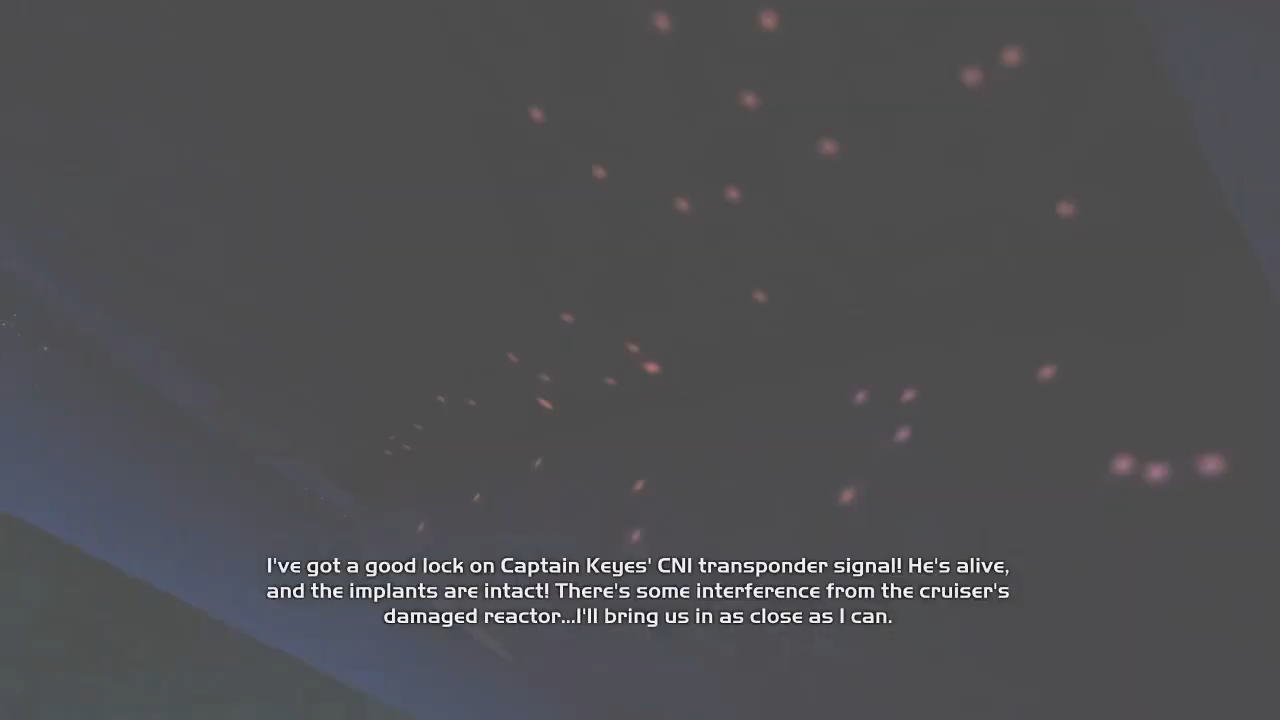 I've got a good lock on Captain Keyes' CNI transponder signal! He's alive,
and the implants are intact! There's some interference from the cruiser's
damaged reactor...I'll bring us in as close as I can.